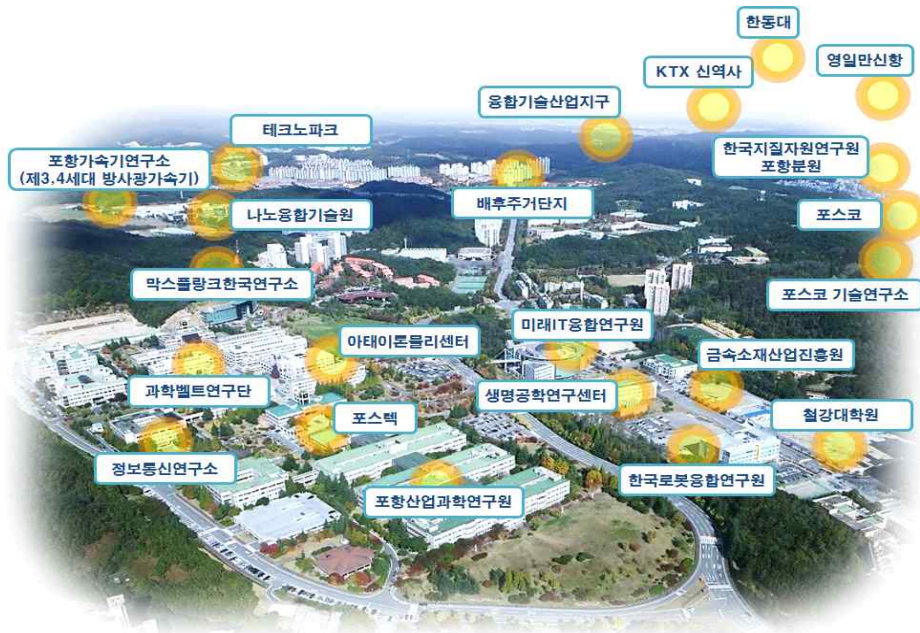 한동대
영일만신항
KTX 신역사
융합기술산업지구
테크노파크
한국지질자원연구원
포항분원
포항가속기연구소
(제3.4세대 방사광가속기)
나노융합기술원
배후주거단지
포스코
막스플랑크한국연구소
포스코 기술연구소
미래IT융합연구원
아태이론물리센터
금속소재산업진흥원
과학벨트연구단
생명공학연구센터
포스텍
철강대학원
정보통신연구소
한국로봇융합연구원
포항산업과학연구원